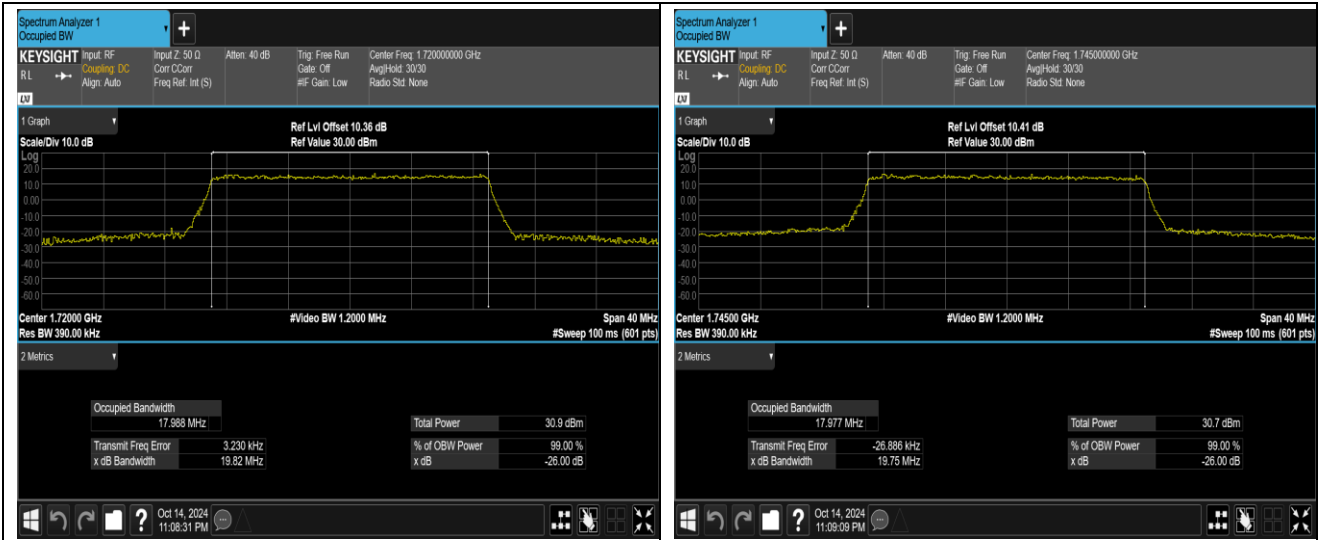 Spectrum Analyzer 1
Occupied BW
+
KEYSIGHT Input: RF Input Z: 50 Ω Atten: 40 dB Trig: Free Run Center Freq: 1.720000000 GHz
Coupling: DC Corr CCorr Gate: Off Avg|Hold: 30/30
RL Align: Auto Freq Ref: Int (S) #IF Gain: Low Radio Std: None
LXI
1 Graph
Ref Lvl Offset 10.36 dB
Scale/Div 10.0 dB Ref Value 30.00 dBm
Log
20.0
10.0
0.00
-10.0
-20.0
-30.0
-40.0
-50.0
-60.0
Center 1.72000 GHz #Video BW 1.2000 MHz Span 40 MHz
Res BW 390.00 kHz #Sweep 100 ms (601 pts)
2 Metrics
Occupied Bandwidth
17.988 MHz Total Power 30.9 dBm
Transmit Freq Error 3.230 kHz % of OBW Power 99.00 %
x dB Bandwidth 19.82 MHz x dB -26.00 dB
? Oct 14, 2024
11:08:31 PM
Spectrum Analyzer 1
Occupied BW
+
KEYSIGHT Input: RF Input Z: 50 Ω Atten: 40 dB Trig: Free Run Center Freq: 1.745000000 GHz
Coupling: DC Corr CCorr Gate: Off Avg|Hold: 30/30
RL Align: Auto Freq Ref: Int (S) #IF Gain: Low Radio Std: None
LXI
1 Graph
Ref Lvl Offset 10.41 dB
Scale/Div 10.0 dB Ref Value 30.00 dBm
Log
20.0
10.0
0.00
-10.0
-20.0
-30.0
-40.0
-50.0
-60.0
Center 1.74500 GHz #Video BW 1.2000 MHz Span 40 MHz
Res BW 390.00 kHz #Sweep 100 ms (601 pts)
2 Metrics
Occupied Bandwidth
17.977 MHz Total Power 30.7 dBm
Transmit Freq Error -26.886 kHz % of OBW Power 99.00 %
x dB Bandwidth 19.75 MHz x dB -26.00 dB
? Oct 14, 2024
11:09:09 PM